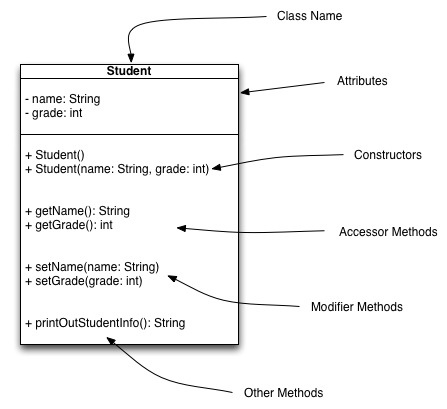 Class Name
Student
Attributes
- name: String
- grade: int
+ Student()
+ Student(name: String, grade: int)
Constructors
+ getName(): String
+ getGrade(): int
Accessor Methods
+ setName(name: String)
+ setGrade(grade: int)
Modifier Methods
+ printOutStudentInfo(): String
Other Methods